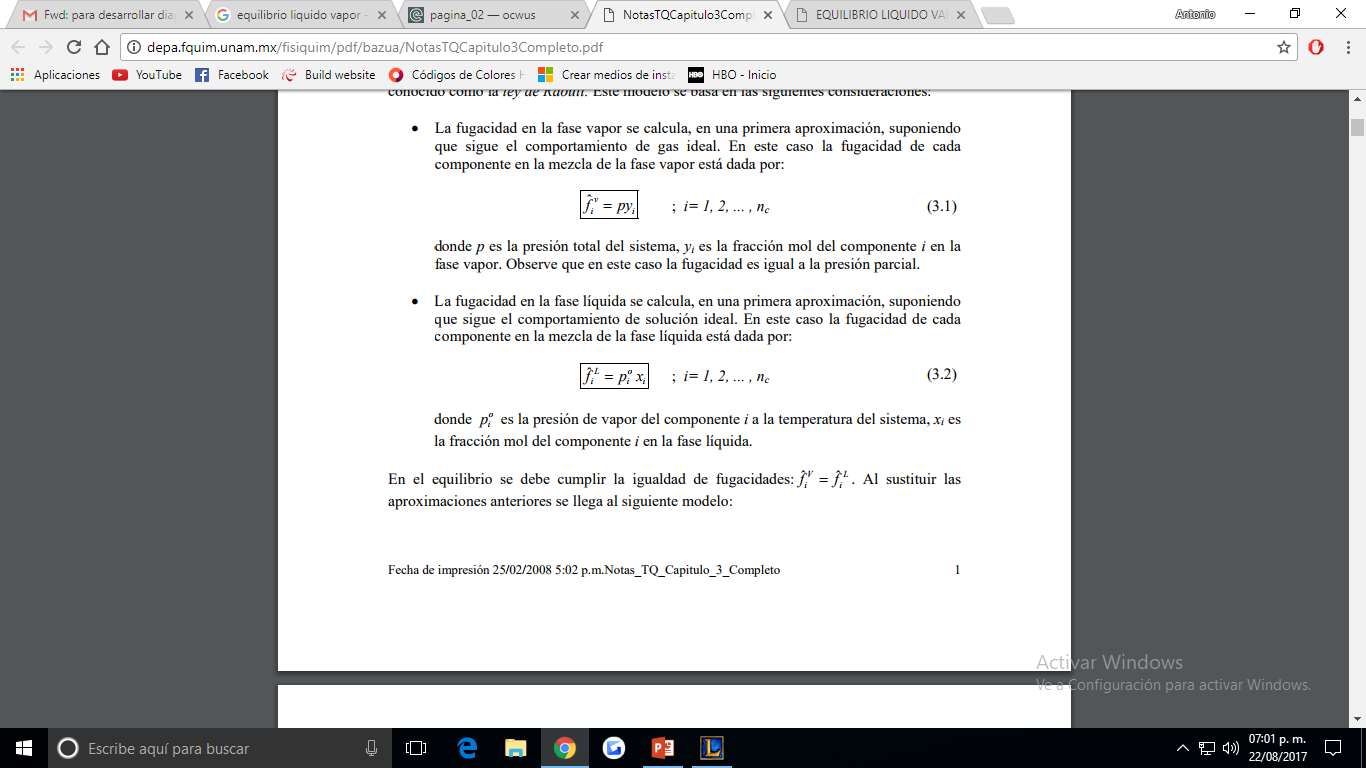 Fwd: para desarrollar dia
equilibrio liquido vapor -
pagina_02 — ocwus
NotasTQCapitulo3Compl
EQUILIBRIO LIQUIDO VA
Antonio
depa.fquim.unam.mx/fisiquim/pdf/bazua/NotasTQCapitulo3Completo.pdf
Aplicaciones YouTube Facebook Build website Códigos de Colores H Crear medios de insta HBO HBO - Inicio
conocido como la ley de Raoult. Este modelo se basa en las siguientes consideraciones:
• La fugacidad en la fase vapor se calcula, en una primera aproximación, suponiendo
que sigue el comportamiento de gas ideal. En este caso la fugacidad de cada
componente en la mezcla de la fase vapor está dada por:
f̂ᵢᵛ = pyᵢ ; i= 1, 2, ... , n_c (3.1)
donde p es la presión total del sistema, yᵢ es la fracción mol del componente i en la
fase vapor. Observe que en este caso la fugacidad es igual a la presión parcial.
• La fugacidad en la fase líquida se calcula, en una primera aproximación, suponiendo
que sigue el comportamiento de solución ideal. En este caso la fugacidad de cada
componente en la mezcla de la fase líquida está dada por:
f̂ᵢᴸ = pᵢᵒ xᵢ ; i= 1, 2, ... , n_c (3.2)
donde pᵢᵒ es la presión de vapor del componente i a la temperatura del sistema, xᵢ es
la fracción mol del componente i en la fase líquida.
En el equilibrio se debe cumplir la igualdad de fugacidades: f̂ᵢⱽ = f̂ᵢᴸ. Al sustituir las
aproximaciones anteriores se llega al siguiente modelo:
Fecha de impresión 25/02/2008 5:02 p.m.Notas_TQ_Capitulo_3_Completo 1
Activar Windows
Ve a Configuración para activar Windows.
Escribe aquí para buscar
07:01 p. m.
22/08/2017